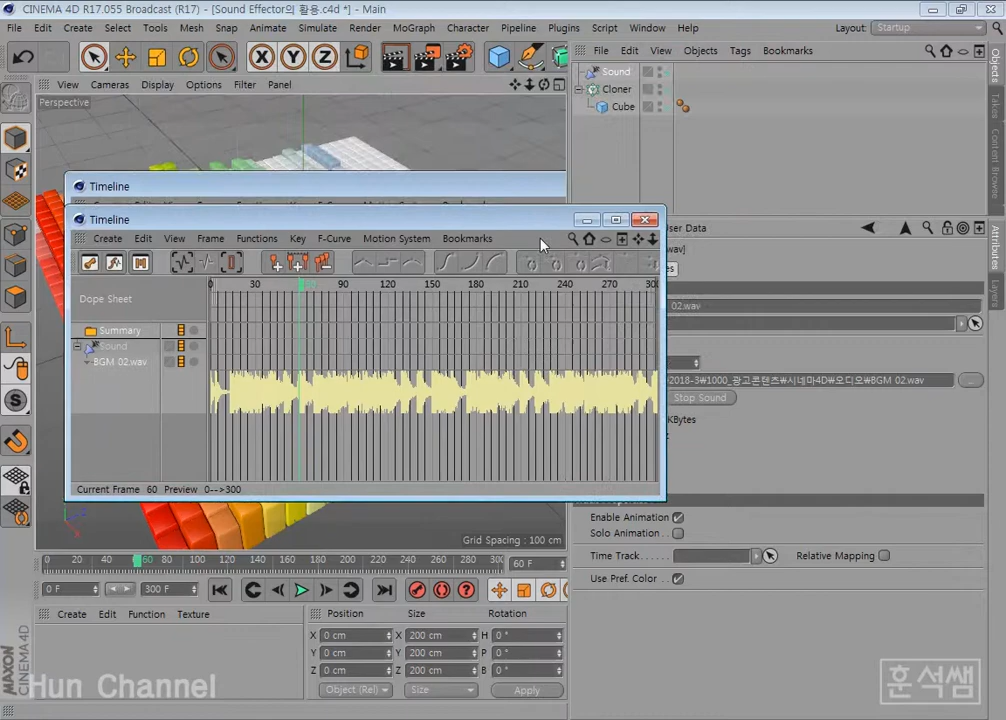 CINEMA 4D R17.055 Broadcast (R17) - [Sound Effector의 활용.c4d *] - Main
File Edit Create Select Tools Mesh Snap Animate Simulate Render MoGraph Character Pipeline Plugins Script Window Help Layout: Startup
X Y Z
File Edit View Objects Tags Bookmarks
View Cameras Display Options Filter Panel
Perspective
Sound
Cloner
Cube
Objects
Takes
Content Browse
Attributes
Layers
Timeline
Timeline
Create Edit View Frame Functions Key F-Curve Motion System Bookmarks
User Data
wav]
02.wav
Dope Sheet
0 30 60 90 120 150 180 210 240 270 300
Summary
Sound
BGM 02.wav
2018-3₩1000_광고콘텐츠₩시네마4D₩오디오₩BGM 02.wav ...
Stop Sound
KBytes
Current Frame 60 Preview 0-->300
Enable Animation
Solo Animation
Time Track Relative Mapping
Use Pref. Color
Grid Spacing : 100 cm
0 20 40 60 80 100 120 140 160 180 200 220 240 260 280 300 60 F
0 F 300 F
Create Edit Function Texture
Position Size Rotation
X 0 cm X 200 cm H 0 °
Y 0 cm Y 200 cm P 0 °
Z 0 cm Z 200 cm B 0 °
Object (Rel) Size Apply
MAXON
CINEMA 4D
Hun Channel
훈석쌤